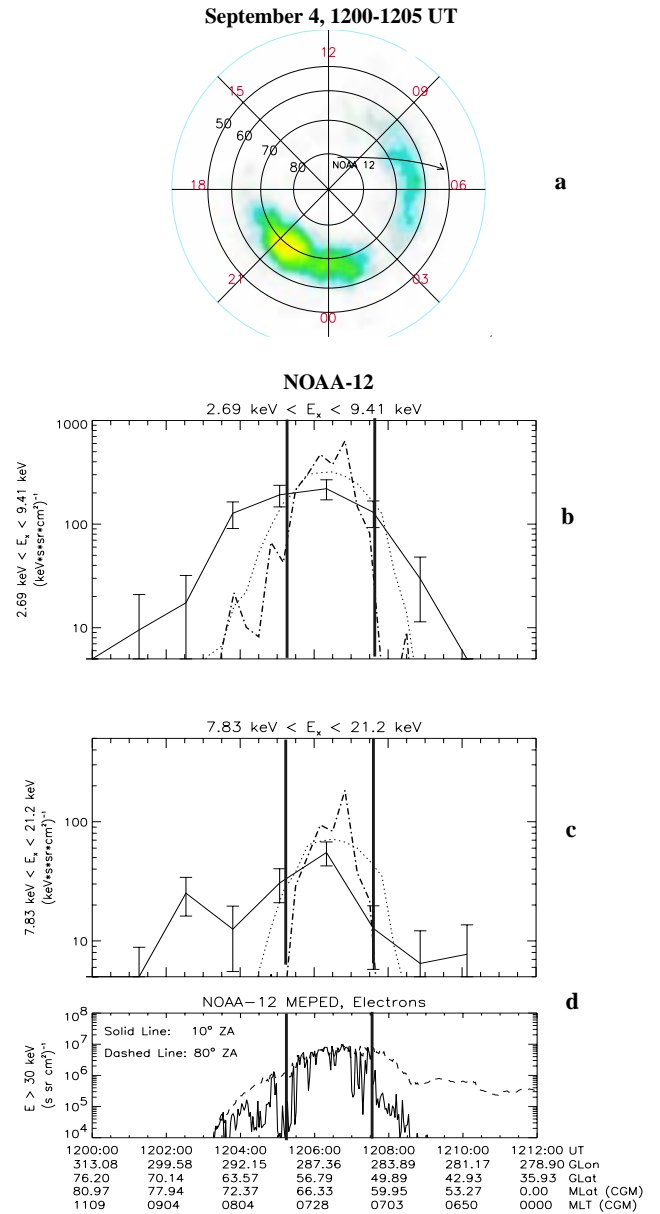 September 4, 1200-1205 UT
12
15
09
50
60
70
80
NOAA 12
18
06
a
21
03
00
NOAA-12
2.69 keV < Eₓ < 9.41 keV
1000
100
10
2.69 keV < Eₓ < 9.41 keV
(keV*s*sr*cm²)⁻¹
b
7.83 keV < Eₓ < 21.2 keV
100
10
7.83 keV < Eₓ < 21.2 keV
(keV*s*sr*cm²)⁻¹
c
d
NOAA-12 MEPED, Electrons
10⁸
10⁷
10⁶
10⁵
10⁴
E > 30 keV
(s sr cm²)⁻¹
Solid Line: 10° ZA
Dashed Line: 80° ZA
1200:00 1202:00 1204:00 1206:00 1208:00 1210:00 1212:00 UT
313.08 299.58 292.15 287.36 283.89 281.17 278.90 GLon
76.20 70.14 63.57 56.79 49.89 42.93 35.93 GLat
80.97 77.94 72.37 66.33 59.95 53.27 0.00 MLat (CGM)
1109 0904 0804 0728 0703 0650 0000 MLT (CGM)